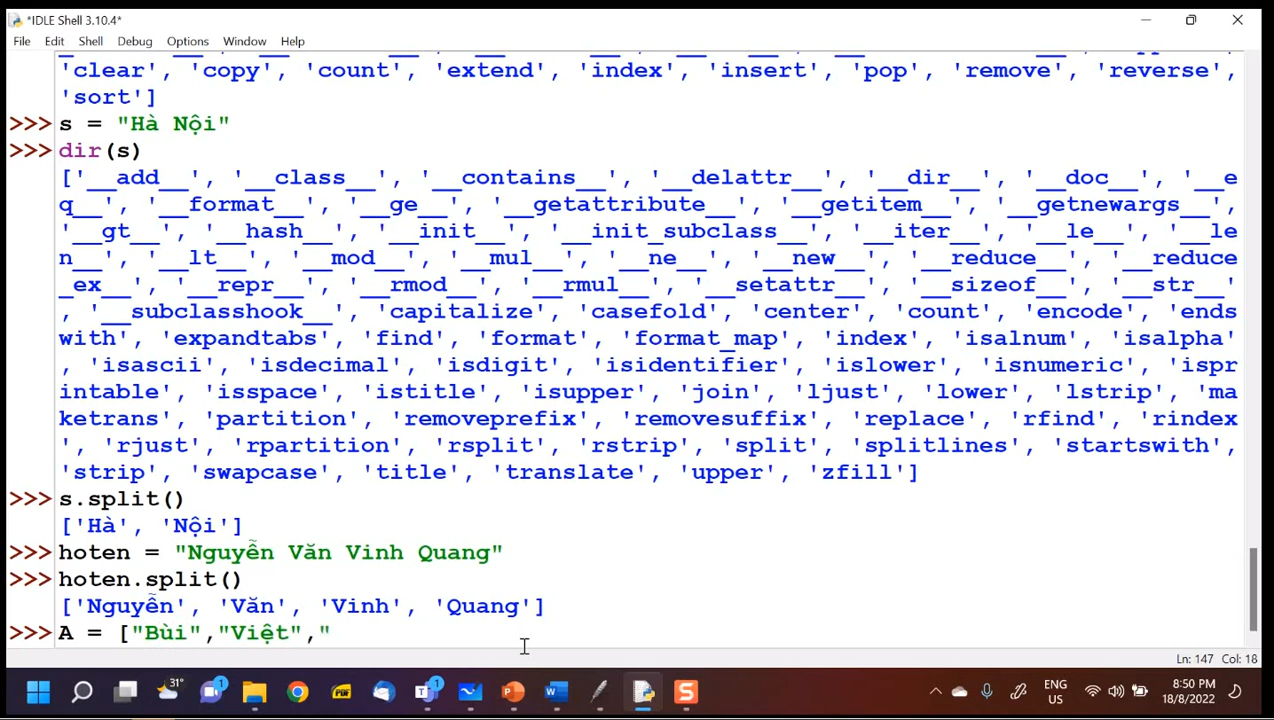 *IDLE Shell 3.10.4*
File Edit Shell Debug Options Window Help
'clear', 'copy', 'count', 'extend', 'index', 'insert', 'pop', 'remove', 'reverse',
'sort']
>>> s = "Hà Nội"
>>> dir(s)
['__add__', '__class__', '__contains__', '__delattr__', '__dir__', '__doc__', '__e
q__', '__format__', '__ge__', '__getattribute__', '__getitem__', '__getnewargs__',
'__gt__', '__hash__', '__init__', '__init_subclass__', '__iter__', '__le__', '__le
n__', '__lt__', '__mod__', '__mul__', '__ne__', '__new__', '__reduce__', '__reduce
_ex__', '__repr__', '__rmod__', '__rmul__', '__setattr__', '__sizeof__', '__str__'
, '__subclasshook__', 'capitalize', 'casefold', 'center', 'count', 'encode', 'ends
with', 'expandtabs', 'find', 'format', 'format_map', 'index', 'isalnum', 'isalpha'
, 'isascii', 'isdecimal', 'isdigit', 'isidentifier', 'islower', 'isnumeric', 'ispr
intable', 'isspace', 'istitle', 'isupper', 'join', 'ljust', 'lower', 'lstrip', 'ma
ketrans', 'partition', 'removeprefix', 'removesuffix', 'replace', 'rfind', 'rindex
', 'rjust', 'rpartition', 'rsplit', 'rstrip', 'split', 'splitlines', 'startswith',
'strip', 'swapcase', 'title', 'translate', 'upper', 'zfill']
>>> s.split()
['Hà', 'Nội']
>>> hoten = "Nguyễn Văn Vinh Quang"
>>> hoten.split()
['Nguyễn', 'Văn', 'Vinh', 'Quang']
>>> A = ["Bùi","Việt","
Ln: 147 Col: 18
31°
1
PDF
1
ENG
US
8:50 PM
18/8/2022